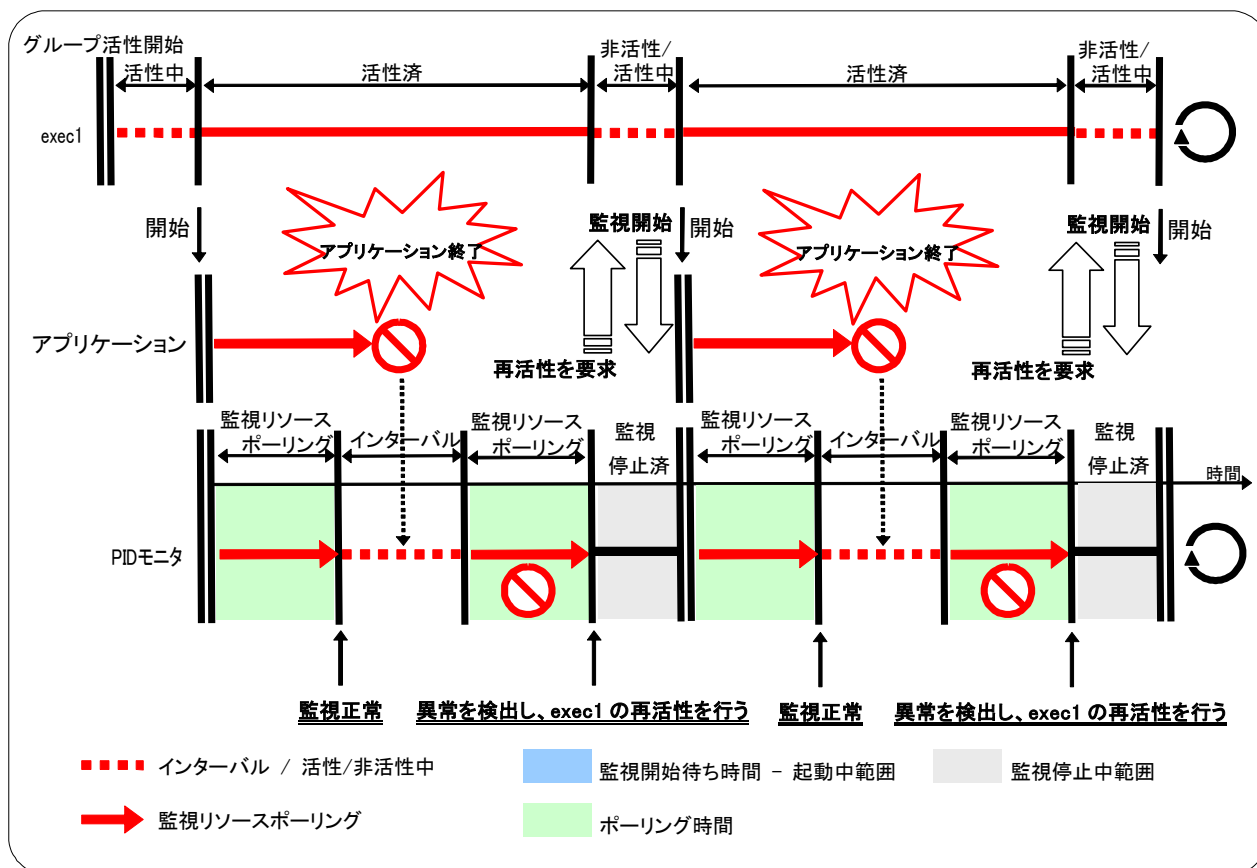 グループ活性開始
活性中
活性済
非活性/
活性中
活性済
非活性/
活性中
exec1
開始
アプリケーション終了
監視開始
開始
アプリケーション終了
監視開始
開始
アプリケーション
再活性を要求
再活性を要求
監視リソース
ポーリング
インターバル
監視リソース
ポーリング
監視
停止済
監視リソース
ポーリング
インターバル
監視リソース
ポーリング
監視
停止済
時間
PIDモニタ
監視正常
異常を検出し、exec1 の再活性を行う
監視正常
異常を検出し、exec1 の再活性を行う
インターバル / 活性/非活性中
監視開始待ち時間 - 起動中範囲
監視停止中範囲
監視リソースポーリング
ポーリング時間